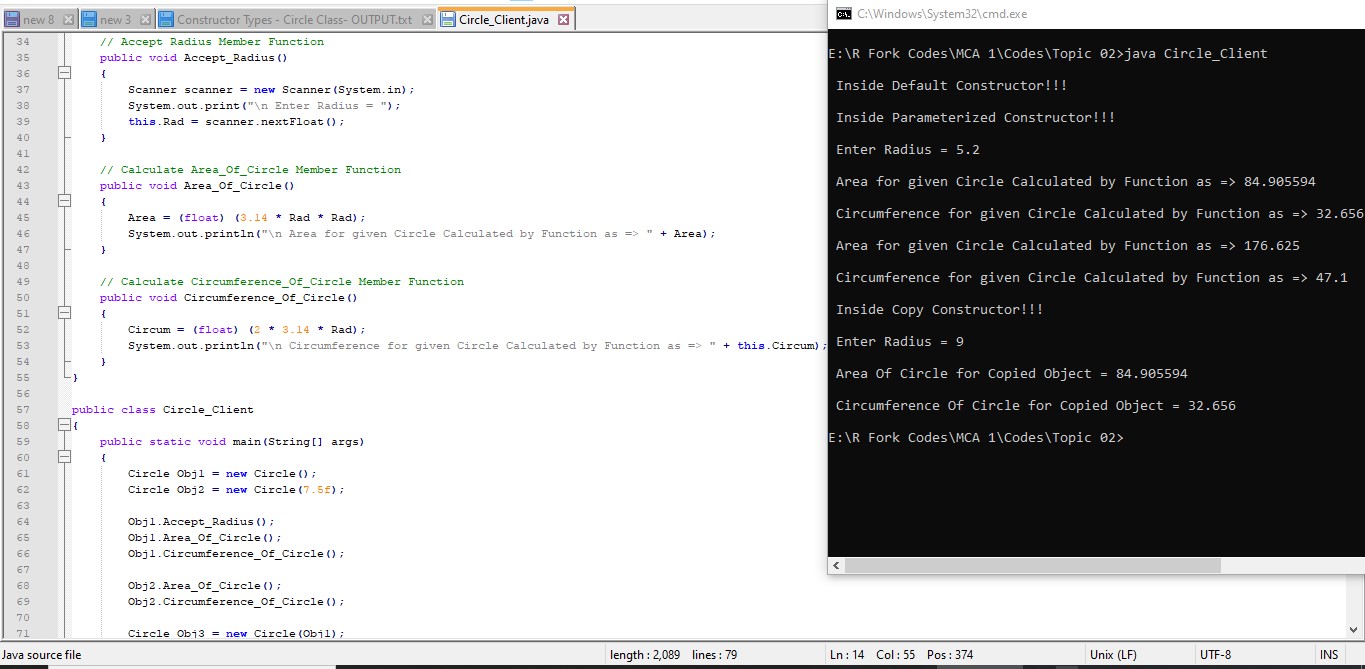 new 8
new 3
Constructor Types - Circle Class- OUTPUT.txt
Circle_Client.java
34 // Accept Radius Member Function
35 public void Accept_Radius()
36 {
37 Scanner scanner = new Scanner(System.in);
38 System.out.print("\n Enter Radius = ");
39 this.Rad = scanner.nextFloat();
40 }
41
42 // Calculate Area_Of_Circle Member Function
43 public void Area_Of_Circle()
44 {
45 Area = (float) (3.14 * Rad * Rad);
46 System.out.println("\n Area for given Circle Calculated by Function as => " + Area);
47 }
48
49 // Calculate Circumference_Of_Circle Member Function
50 public void Circumference_Of_Circle()
51 {
52 Circum = (float) (2 * 3.14 * Rad);
53 System.out.println("\n Circumference for given Circle Calculated by Function as => " + this.Circum);
54 }
55 }
56
57 public class Circle_Client
58 {
59 public static void main(String[] args)
60 {
61 Circle Obj1 = new Circle();
62 Circle Obj2 = new Circle(7.5f);
63
64 Obj1.Accept_Radius();
65 Obj1.Area_Of_Circle();
66 Obj1.Circumference_Of_Circle();
67
68 Obj2.Area_Of_Circle();
69 Obj2.Circumference_Of_Circle();
70
71 Circle Obj3 = new Circle(Obj1);
C:\Windows\System32\cmd.exe
E:\R Fork Codes\MCA 1\Codes\Topic 02>java Circle_Client
Inside Default Constructor!!!
Inside Parameterized Constructor!!!
Enter Radius = 5.2
Area for given Circle Calculated by Function as => 84.905594
Circumference for given Circle Calculated by Function as => 32.656
Area for given Circle Calculated by Function as => 176.625
Circumference for given Circle Calculated by Function as => 47.1
Inside Copy Constructor!!!
Enter Radius = 9
Area Of Circle for Copied Object = 84.905594
Circumference Of Circle for Copied Object = 32.656
E:\R Fork Codes\MCA 1\Codes\Topic 02>
Java source file length : 2,089 lines : 79 Ln : 14 Col : 55 Pos : 374 Unix (LF) UTF-8 INS